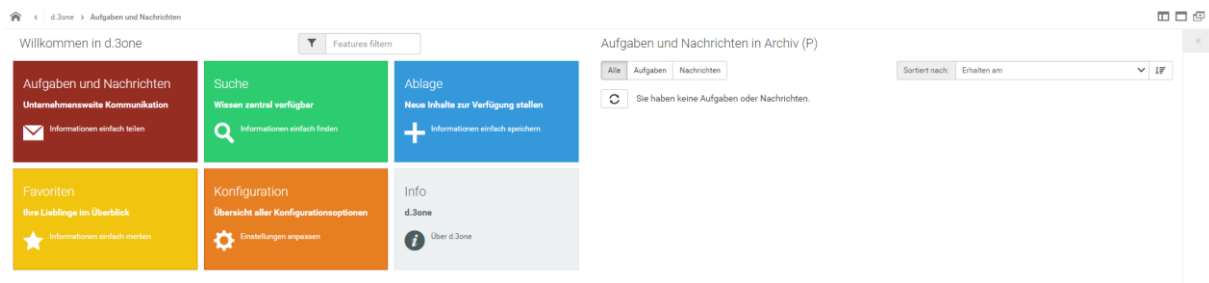 d.3one › Aufgaben und Nachrichten
Willkommen in d.3one
Features filtern
Aufgaben und Nachrichten
Unternehmensweite Kommunikation
Informationen einfach teilen
Suche
Wissen zentral verfügbar
Informationen einfach finden
Ablage
Neue Inhalte zur Verfügung stellen
Informationen einfach speichern
Favoriten
Ihre Lieblinge im Überblick
Informationen einfach merken
Konfiguration
Übersicht aller Konfigurationsoptionen
Einstellungen anpassen
Info
d.3one
Über d.3one
Aufgaben und Nachrichten in Archiv (P)
Alle Aufgaben Nachrichten
Sortiert nach: Erhalten am
Sie haben keine Aufgaben oder Nachrichten.